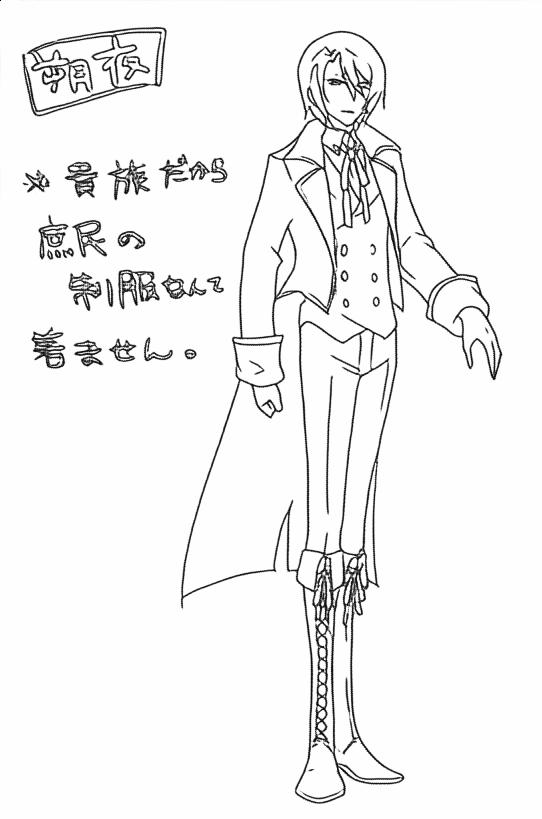 朔夜
※貴族だから
庶民の
制服なんて
着ません。